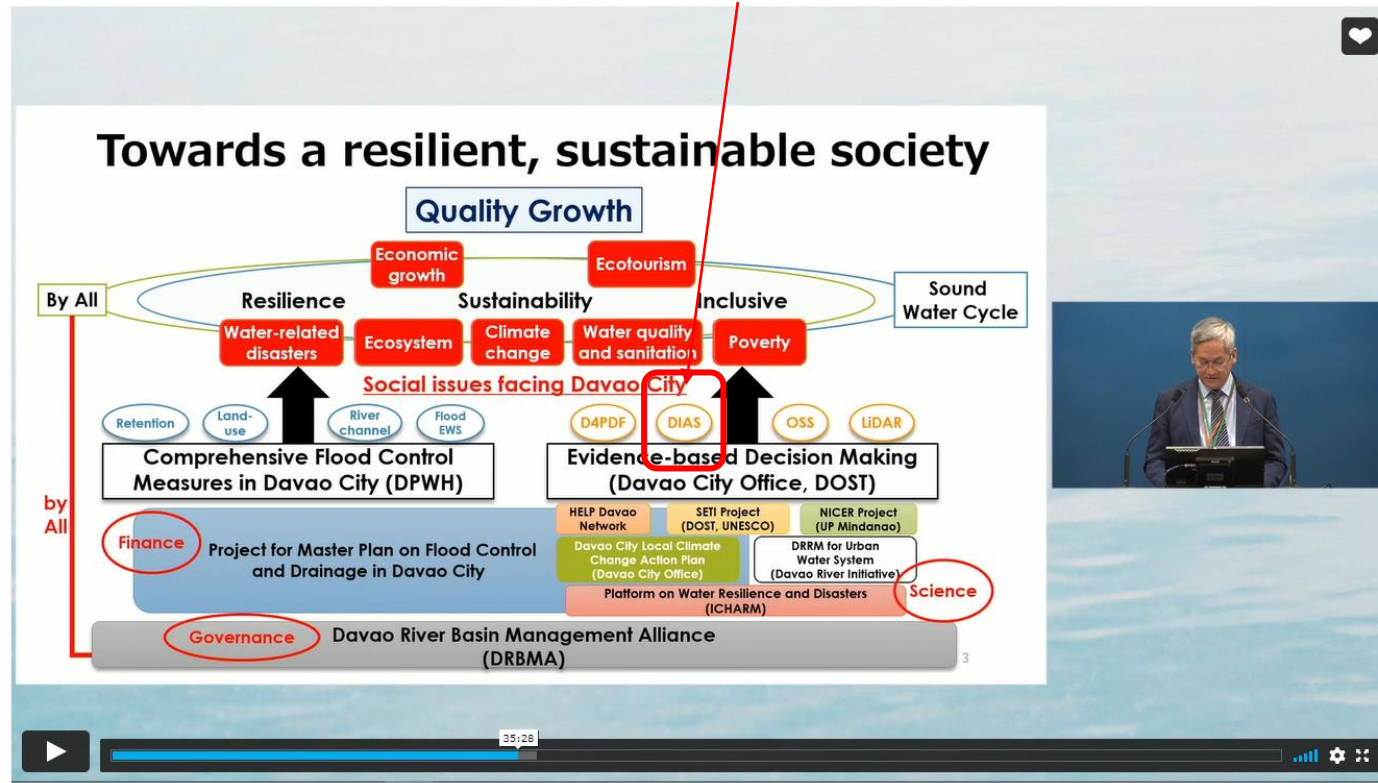 Towards a resilient, sustainable society
Quality Growth
Economic
growth
Ecotourism
By All
Resilience
Sustainability
Inclusive
Sound
Water Cycle
Water-related
disasters
Ecosystem
Climate
change
Water quality
and sanitation
Poverty
Social issues facing Davao City
Retention
Land-
use
River
channel
Flood
EWS
D4PDF
DIAS
OSS
LiDAR
Comprehensive Flood Control
Measures in Davao City (DPWH)
Evidence-based Decision Making
(Davao City Office, DOST)
by
All
Finance
Project for Master Plan on Flood Control
and Drainage in Davao City
HELP Davao
Network
SETI Project
(DOST, UNESCO)
NICER Project
(UP Mindanao)
Davao City Local Climate
Change Action Plan
(Davao City Office)
DRRM for Urban
Water System
(Davao River Initiative)
Platform on Water Resilience and Disasters
(ICHARM)
Science
Governance
Davao River Basin Management Alliance
(DRBMA)
3
35:28